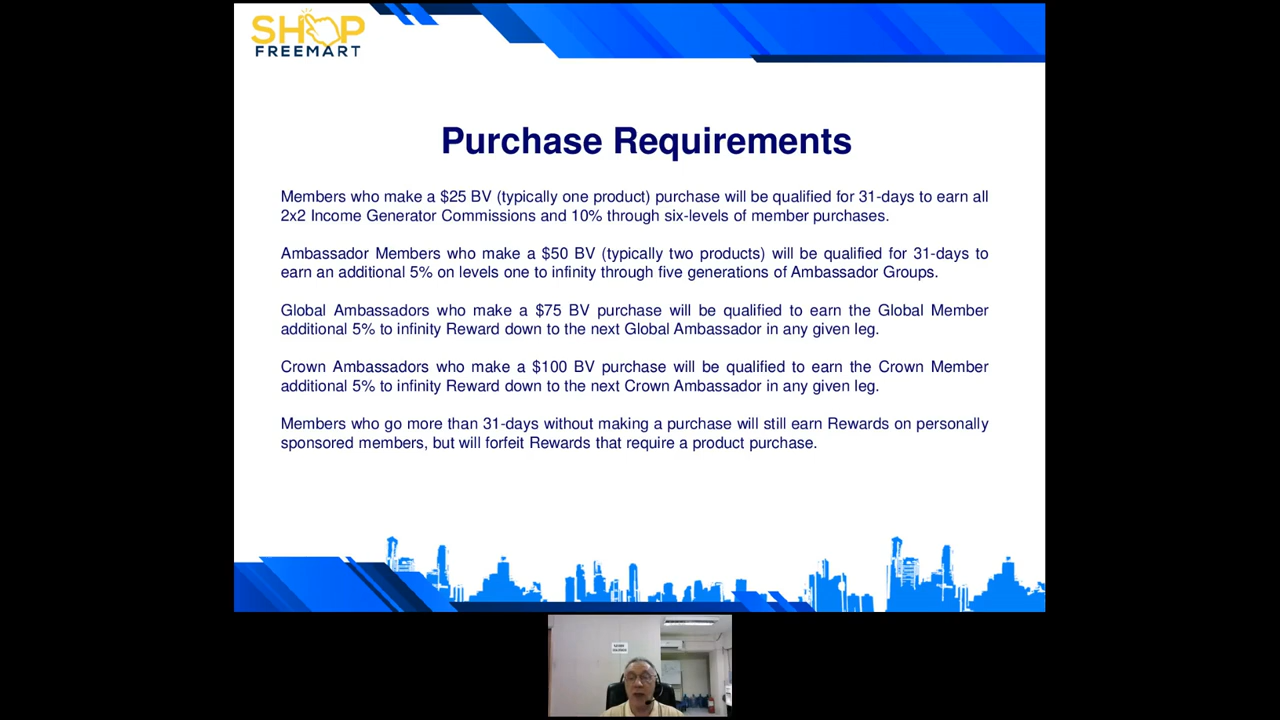 SHOP
FREEMART
Purchase Requirements
Members who make a $25 BV (typically one product) purchase will be qualified for 31-days to earn all
2x2 Income Generator Commissions and 10% through six-levels of member purchases.
Ambassador Members who make a $50 BV (typically two products) will be qualified for 31-days to
earn an additional 5% on levels one to infinity through five generations of Ambassador Groups.
Global Ambassadors who make a $75 BV purchase will be qualified to earn the Global Member
additional 5% to infinity Reward down to the next Global Ambassador in any given leg.
Crown Ambassadors who make a $100 BV purchase will be qualified to earn the Crown Member
additional 5% to infinity Reward down to the next Crown Ambassador in any given leg.
Members who go more than 31-days without making a purchase will still earn Rewards on personally
sponsored members, but will forfeit Rewards that require a product purchase.